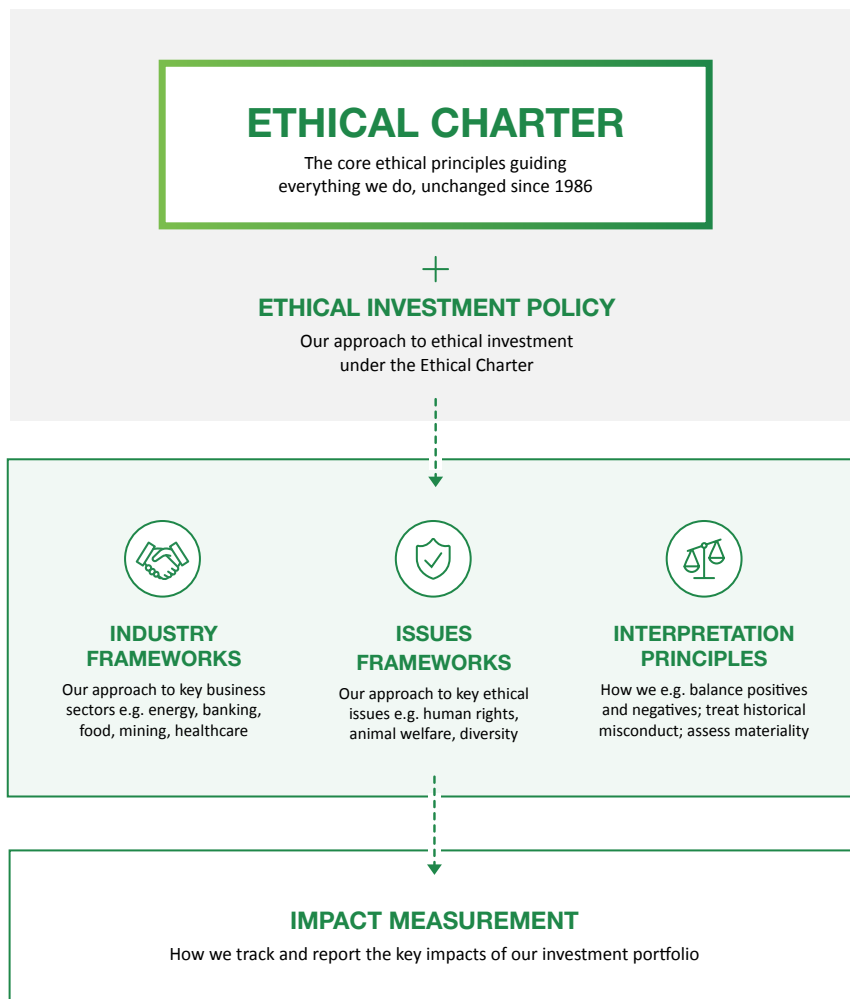 ETHICAL CHARTER
The core ethical principles guiding
everything we do, unchanged since 1986
+
ETHICAL INVESTMENT POLICY
Our approach to ethical investment
under the Ethical Charter
INDUSTRY
FRAMEWORKS
Our approach to key business
sectors e.g. energy, banking,
food, mining, healthcare
ISSUES
FRAMEWORKS
Our approach to key ethical
issues e.g. human rights,
animal welfare, diversity
INTERPRETATION
PRINCIPLES
How we e.g. balance positives
and negatives; treat historical
misconduct; assess materiality
IMPACT MEASUREMENT
How we track and report the key impacts of our investment portfolio